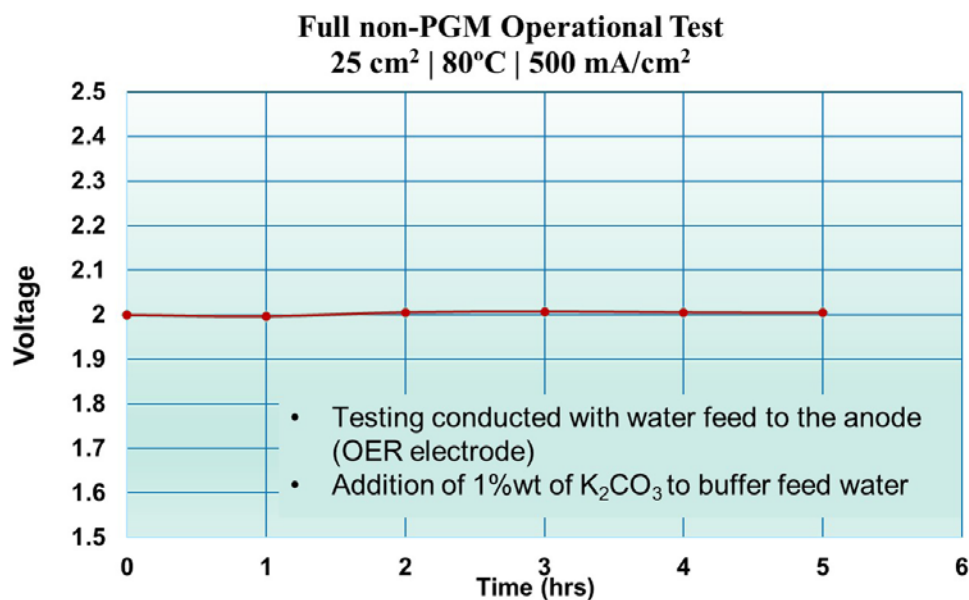 Full non-PGM Operational Test
25 cm² | 80ºC | 500 mA/cm²
2.5
2.4
2.3
2.2
2.1
2
1.9
1.8
1.7
1.6
1.5
Voltage
• Testing conducted with water feed to the anode
(OER electrode)
• Addition of 1%wt of K₂CO₃ to buffer feed water
0 1 2 3 4 5 6
Time (hrs)